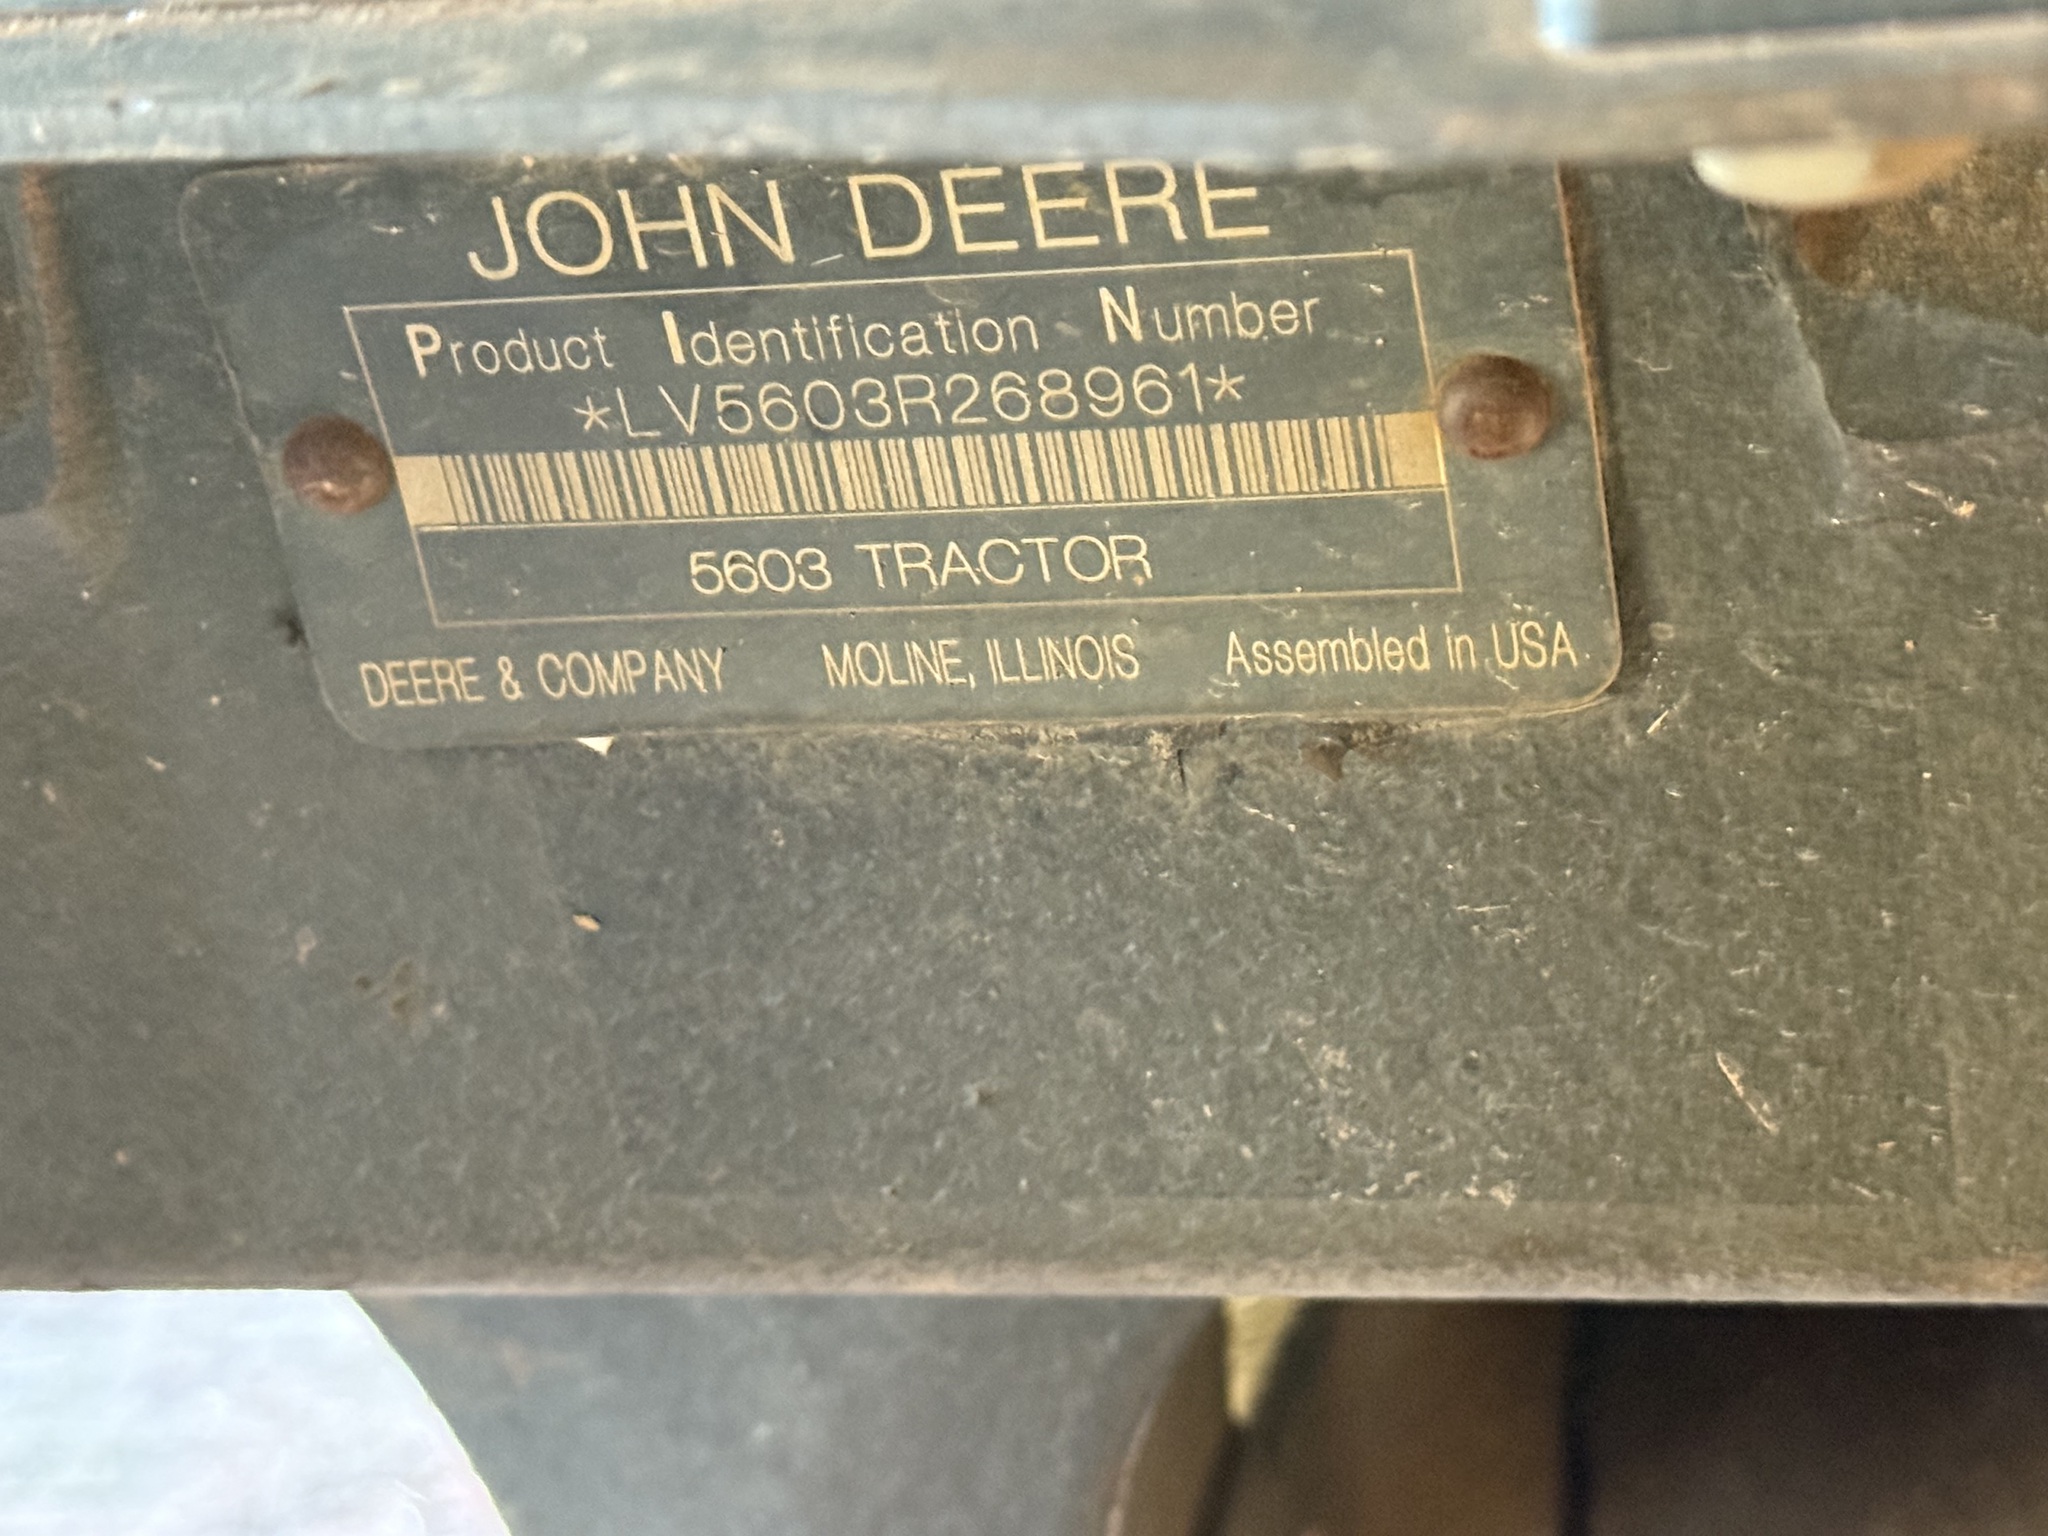 JOHN DEERE
Product Identification Number
*LV5603R268961*
5603 TRACTOR
DEERE & COMPANY MOLINE, ILLINOIS Assembled in USA